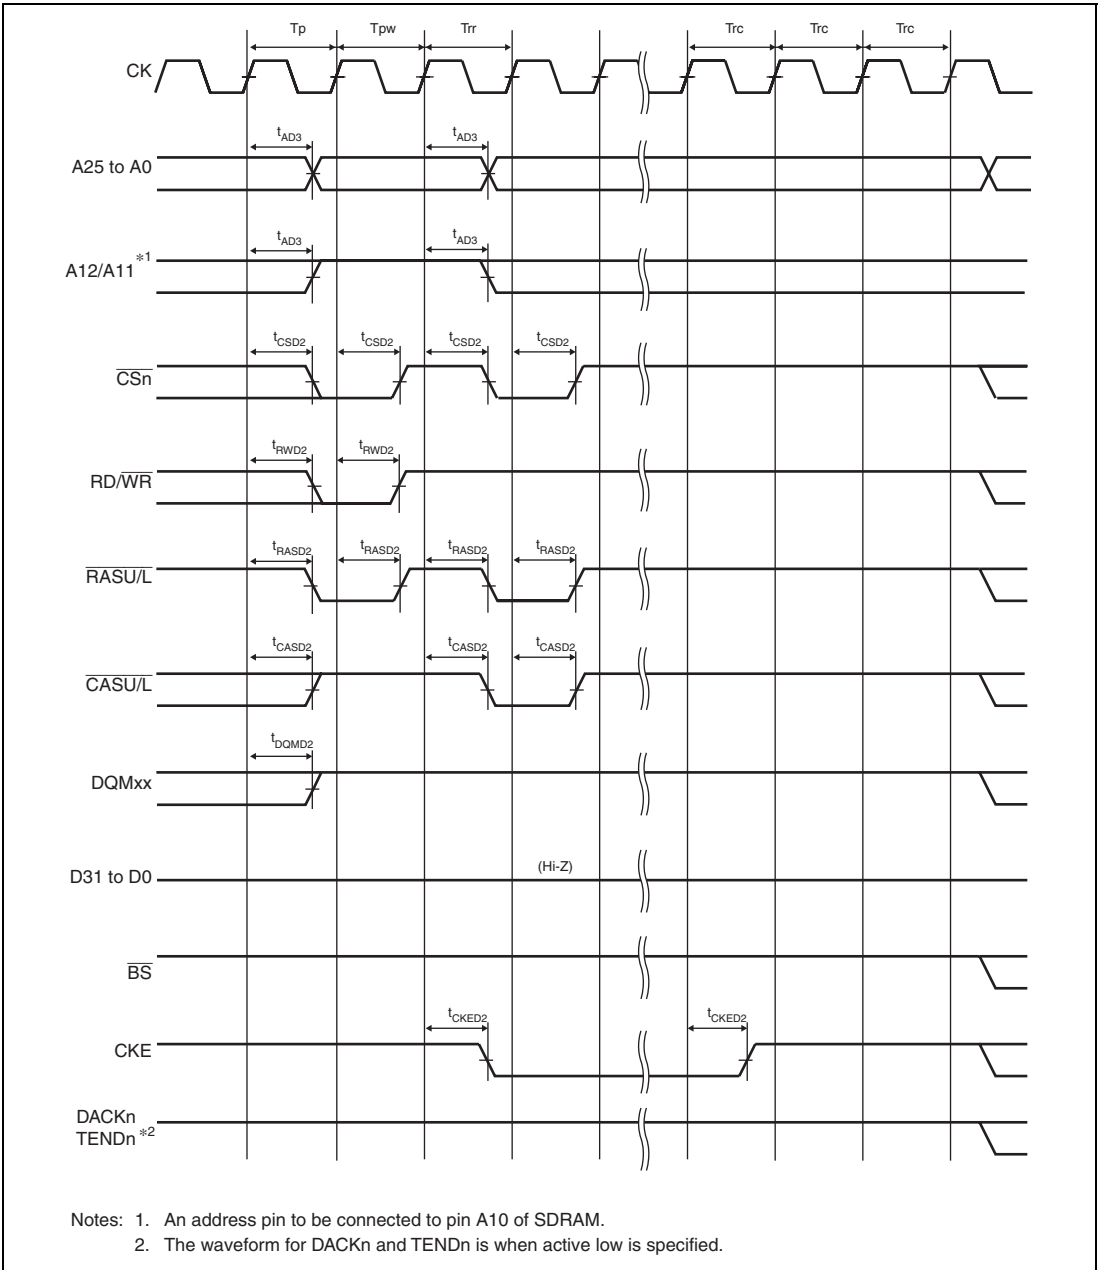 Tp Tpw Trr Trc Trc Trc
CK
tAD3 tAD3
A25 to A0
tAD3 tAD3
A12/A11 *1
tCSD2 tCSD2 tCSD2 tCSD2
CSn
tRWD2 tRWD2
RD/WR
tRASD2 tRASD2 tRASD2 tRASD2
RASU/L
tCASD2 tCASD2 tCASD2
CASU/L
tDQMD2
DQMxx
(Hi-Z)
D31 to D0
BS
tCKED2 tCKED2
CKE
DACKn
TENDn *2
Notes: 1. An address pin to be connected to pin A10 of SDRAM.
2. The waveform for DACKn and TENDn is when active low is specified.